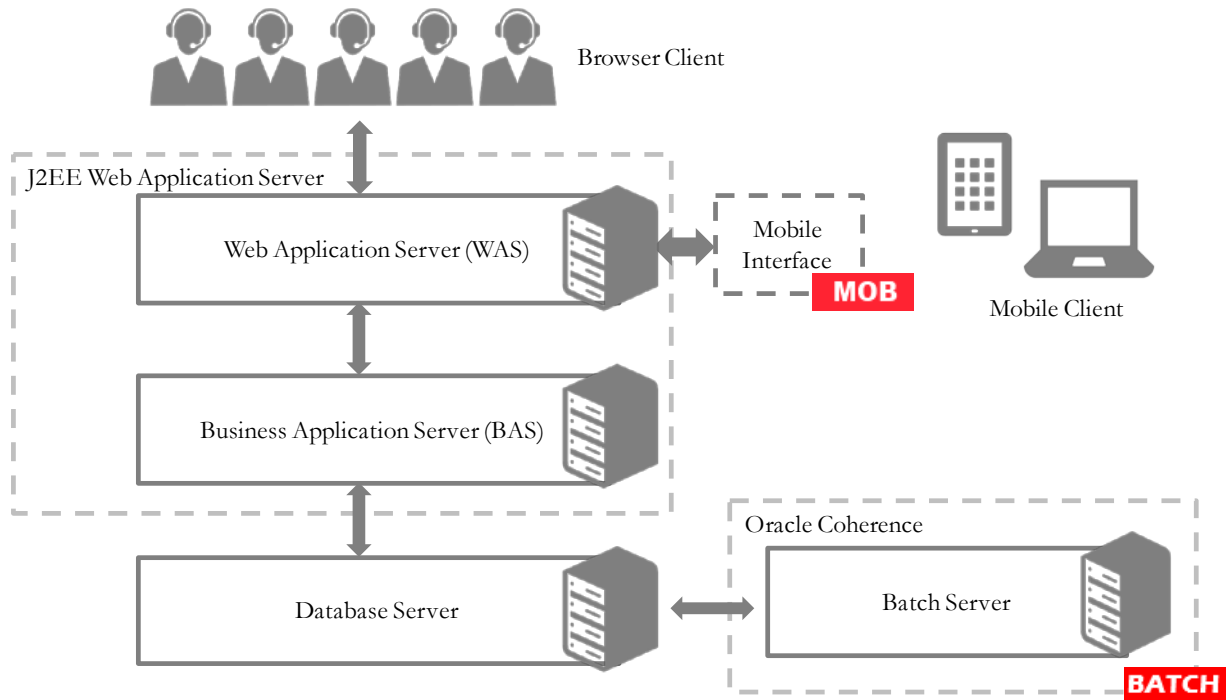 Browser Client
J2EE Web Application Server
Web Application Server (WAS)
Mobile
Interface
MOB
Mobile Client
Business Application Server (BAS)
Oracle Coherence
Database Server
Batch Server
BATCH